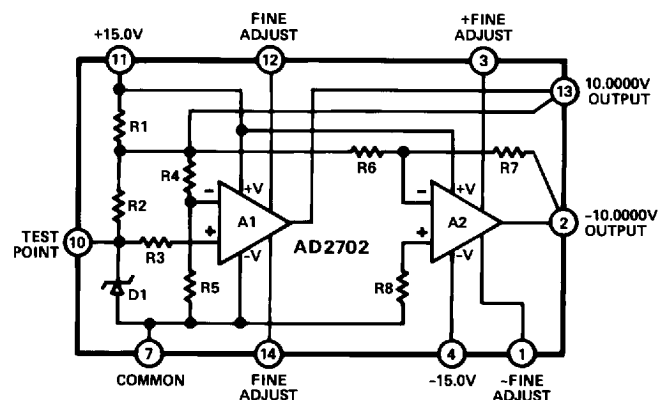 +15.0V
FINE
ADJUST
+FINE
ADJUST
11
12
3
13
10.0000V
OUTPUT
R1
R4
R6
R7
R2
+V
+V
−
−
A1
A2
2
−10.0000V
OUTPUT
TEST
POINT
10
R3
+
+
AD2702
−V
−V
D1
R5
R8
7
14
4
1
COMMON
FINE
ADJUST
−15.0V
−FINE
ADJUST